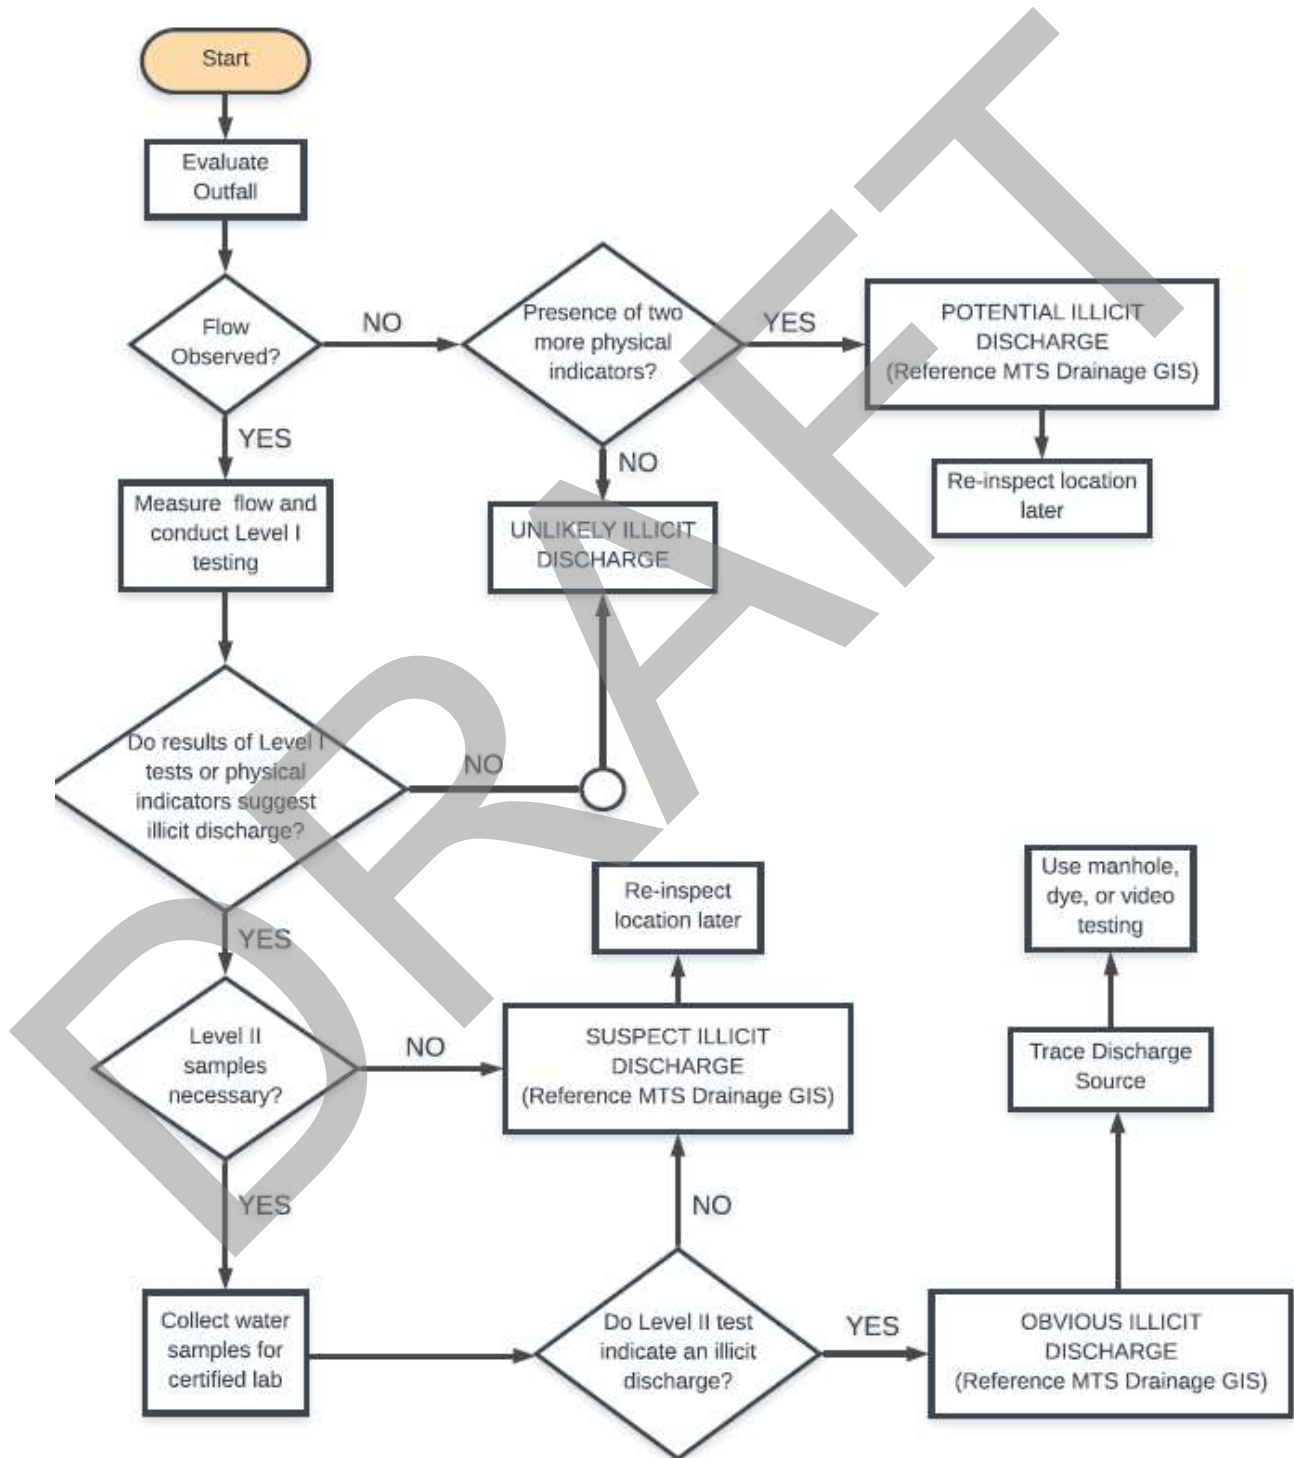 Start
Evaluate
Outfall
Flow
Observed?
NO
Presence of two
more physical
indicators?
YES
POTENTIAL ILLICIT
DISCHARGE
(Reference MTS Drainage GIS)
Re-inspect location
later
NO
UNLIKELY ILLICIT
DISCHARGE
YES
Measure flow and
conduct Level I
testing
Do results of Level I
tests or physical
indicators suggest
illicit discharge?
NO
YES
Level II
samples
necessary?
NO
SUSPECT ILLICIT
DISCHARGE
(Reference MTS Drainage GIS)
Re-inspect
location later
YES
Collect water
samples for
certified lab
Do Level II test
indicate an illicit
discharge?
NO
YES
OBVIOUS ILLICIT
DISCHARGE
(Reference MTS Drainage GIS)
Trace Discharge
Source
Use manhole,
dye, or video
testing
DRAFT